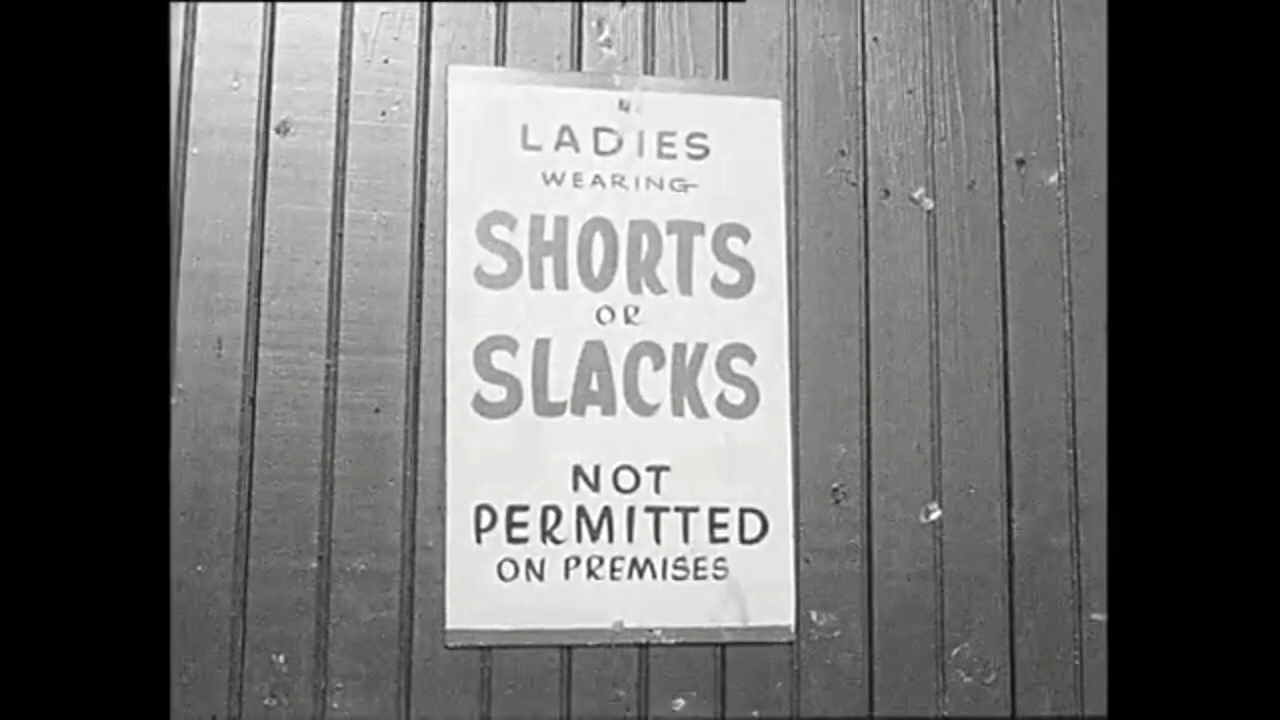 LADIES
WEARING
SHORTS
OR
SLACKS
NOT
PERMITTED
ON PREMISES